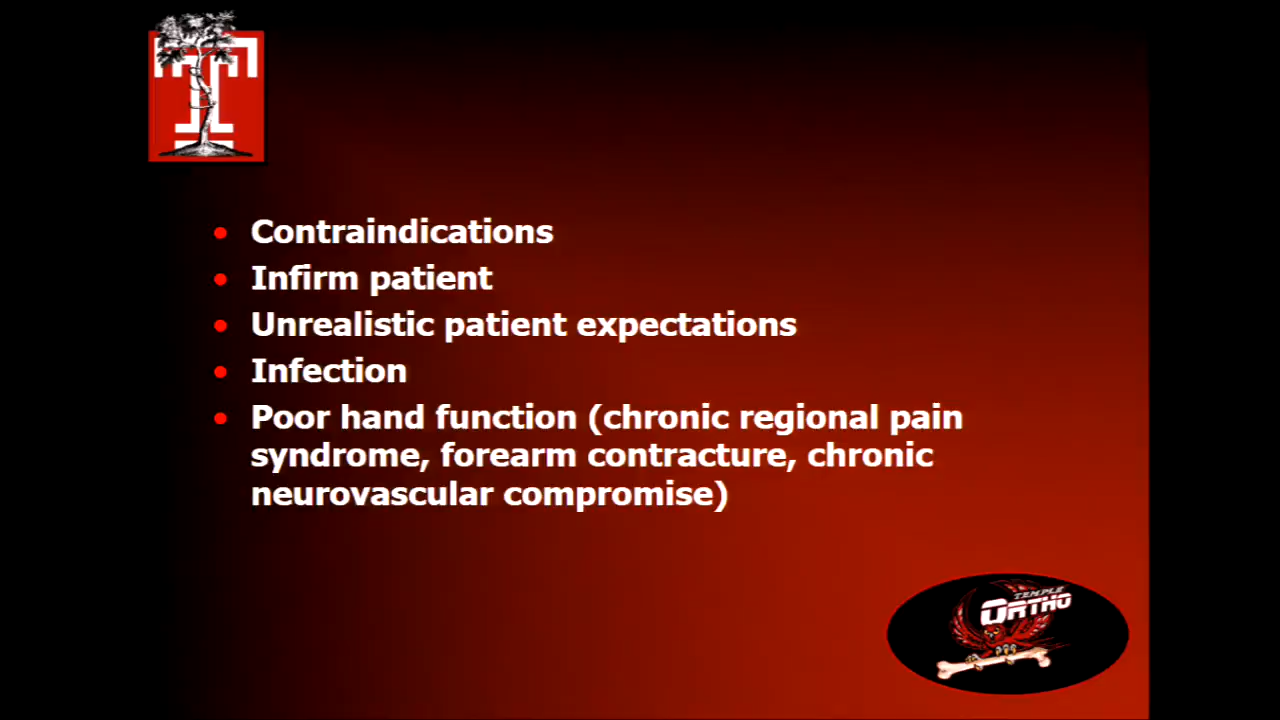 Contraindications
Infirm patient
Unrealistic patient expectations
Infection
Poor hand function (chronic regional pain
syndrome, forearm contracture, chronic
neurovascular compromise)
TEMPLE
ORTHO